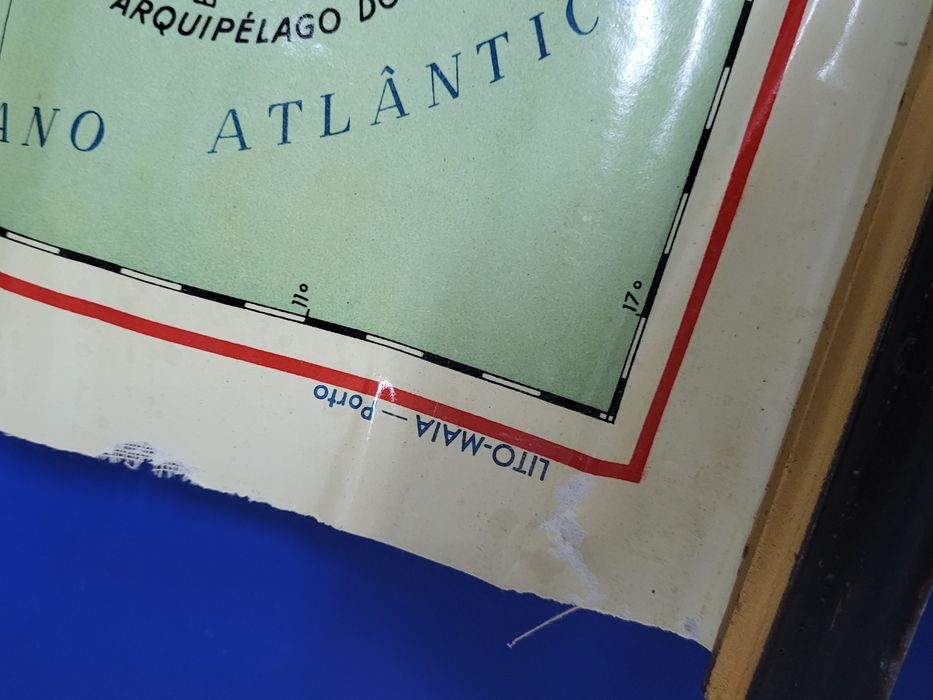 ARQUIPÉLAGO DO
ANO ATLÂNTIC
11°
17°
LITO-MAIA — Porto